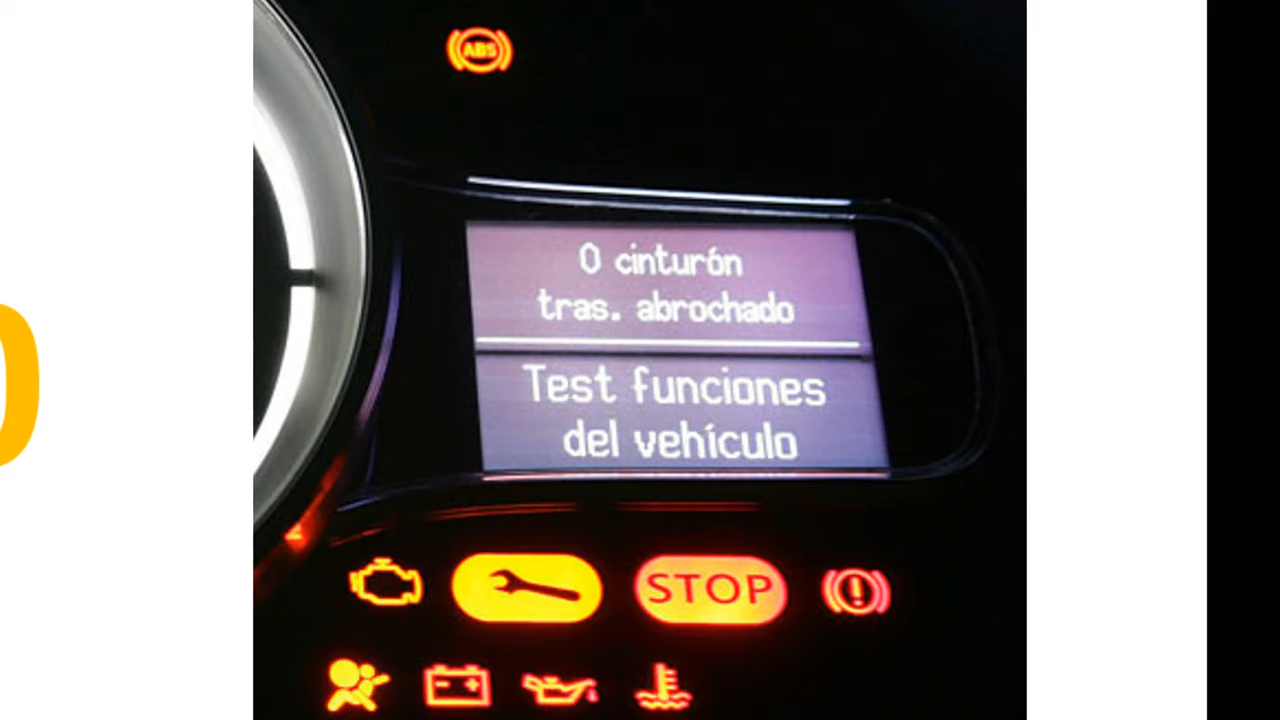 ABS
0 cinturón
tras. abrochado
Test funciones
del vehículo
STOP